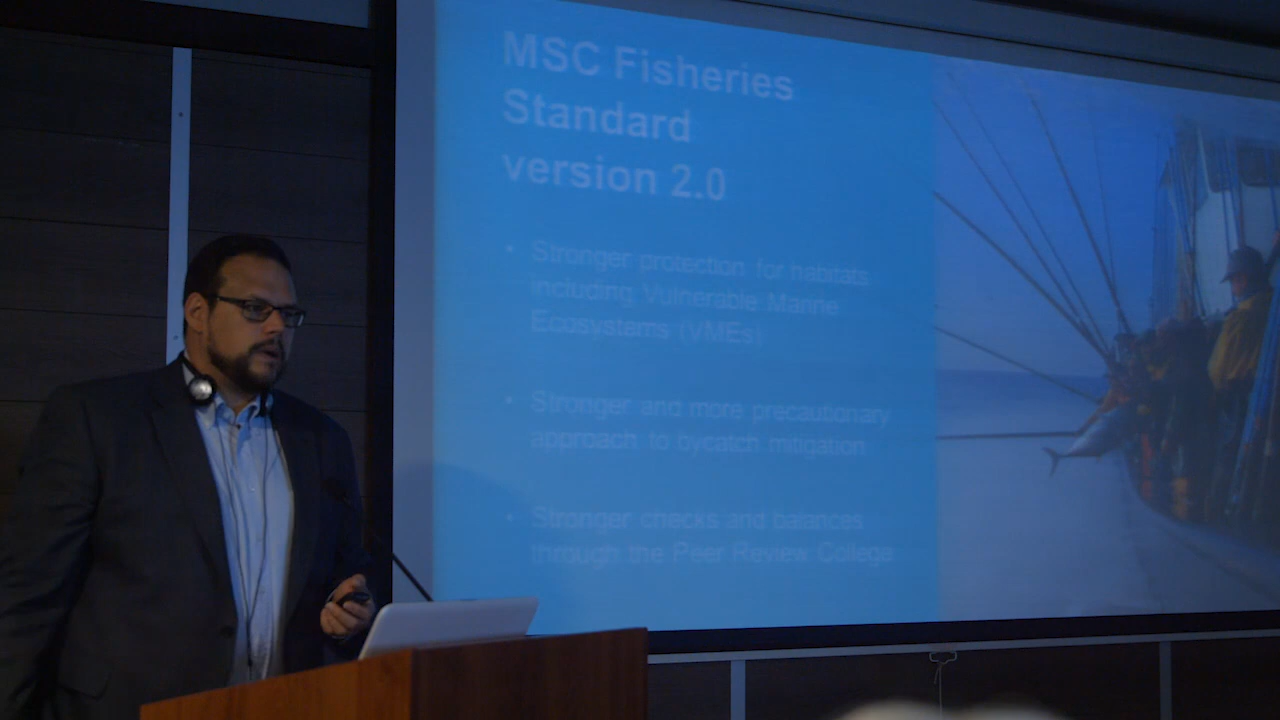 MSC Fisheries
Standard
version 2.0
• Stronger protection for habitats
including Vulnerable Marine
Ecosystems (VMEs)
• Stronger and more precautionary
approach to bycatch mitigation
• Stronger checks and balances
through the Peer Review College